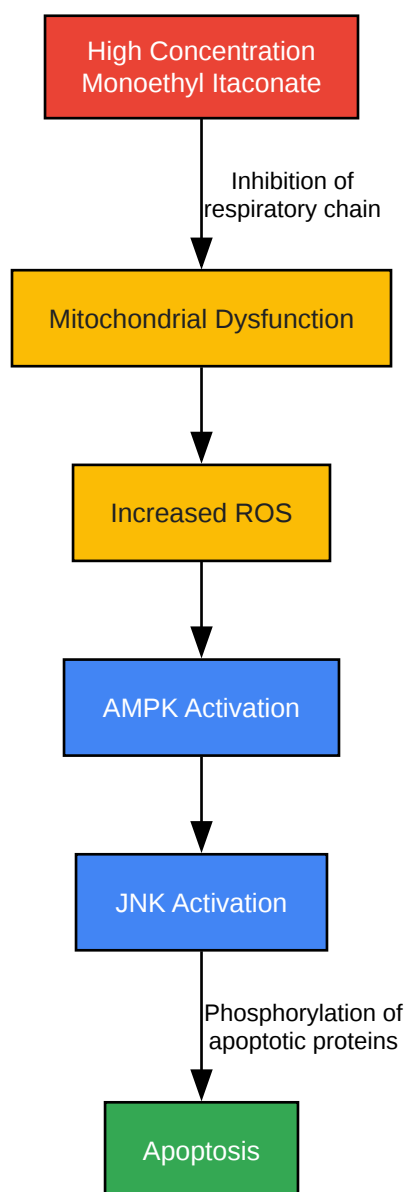 High Concentration
Monoethyl Itaconate
Inhibition of
respiratory chain
Mitochondrial Dysfunction
Increased ROS
AMPK Activation
JNK Activation
Phosphorylation of
apoptotic proteins
Apoptosis